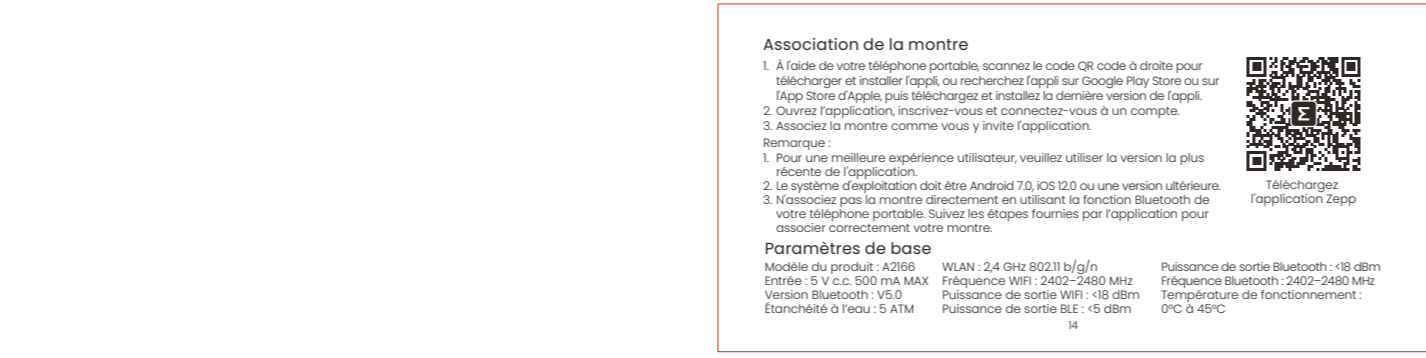 Association de la montre
1. À l'aide de votre téléphone portable, scannez le code QR code à droite pour
télécharger et installer l'appli, ou recherchez l'appli sur Google Play Store ou sur
l'App Store d'Apple, puis téléchargez et installez la dernière version de l'appli.
2. Ouvrez l'application, inscrivez-vous et connectez-vous à un compte.
3. Associez la montre comme vous y invite l'application.
Remarque :
1. Pour une meilleure expérience utilisateur, veuillez utiliser la version la plus
récente de l'application.
2. Le système d'exploitation doit être Android 7.0, iOS 12.0 ou une version ultérieure.
3. N'associez pas la montre directement en utilisant la fonction Bluetooth de
votre téléphone portable. Suivez les étapes fournies par l'application pour
associer correctement votre montre.
Téléchargez
l'application Zepp
Paramètres de base
Modèle du produit : A2166
Entrée : 5 V c.c. 500 mA MAX
Version Bluetooth : V5.0
Étanchéité à l'eau : 5 ATM
WLAN : 2,4 GHz 802.11 b/g/n
Fréquence WIFI : 2402–2480 MHz
Puissance de sortie WIFI : <18 dBm
Puissance de sortie BLE : <5 dBm
Puissance de sortie Bluetooth : <18 dBm
Fréquence Bluetooth : 2402–2480 MHz
Température de fonctionnement :
0°C à 45°C
14